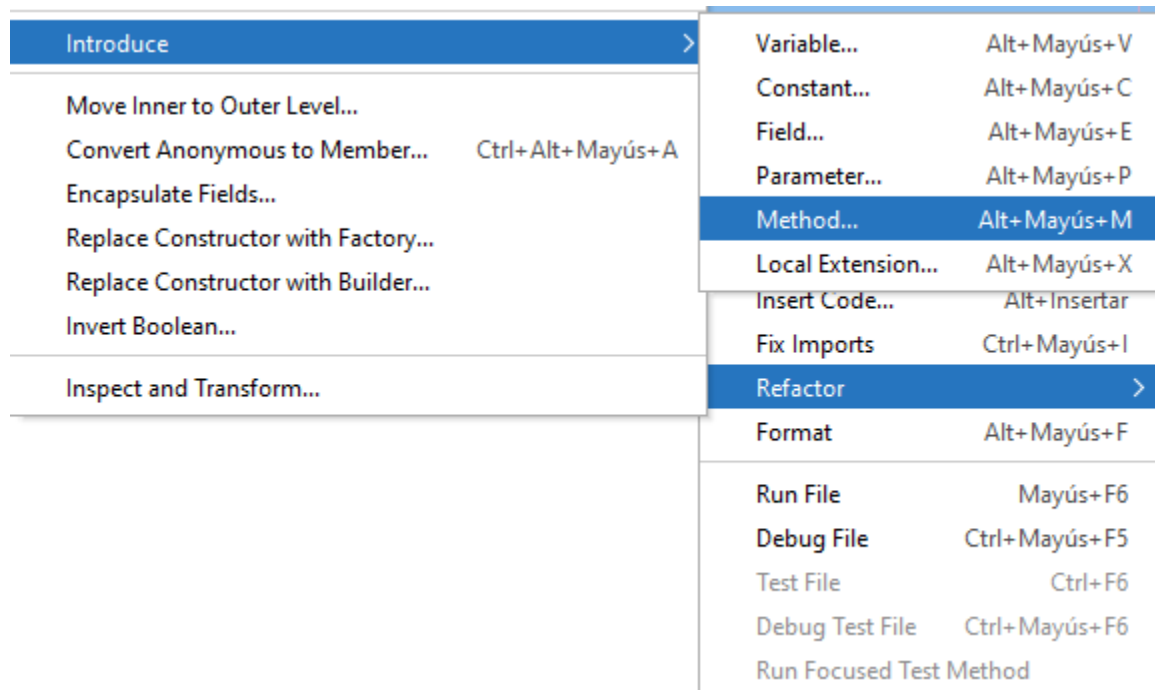 Introduce
Move Inner to Outer Level...
Convert Anonymous to Member... Ctrl+Alt+Mayús+A
Encapsulate Fields...
Replace Constructor with Factory...
Replace Constructor with Builder...
Invert Boolean...
Inspect and Transform...
Variable... Alt+Mayús+V
Constant... Alt+Mayús+C
Field... Alt+Mayús+E
Parameter... Alt+Mayús+P
Method... Alt+Mayús+M
Local Extension... Alt+Mayús+X
Insert Code... Alt+Insertar
Fix Imports Ctrl+Mayús+I
Refactor
Format Alt+Mayús+F
Run File Mayús+F6
Debug File Ctrl+Mayús+F5
Test File Ctrl+F6
Debug Test File Ctrl+Mayús+F6
Run Focused Test Method